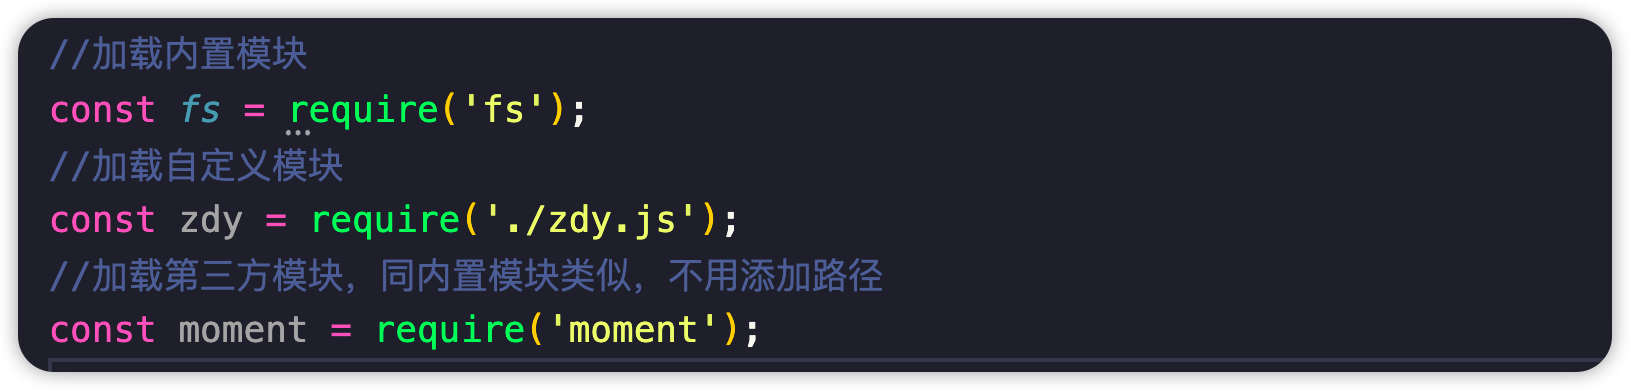 //加载内置模块
const fs = require('fs');
//加载自定义模块
const zdy = require('./zdy.js');
//加载第三方模块，同内置模块类似，不用添加路径
const moment = require('moment');